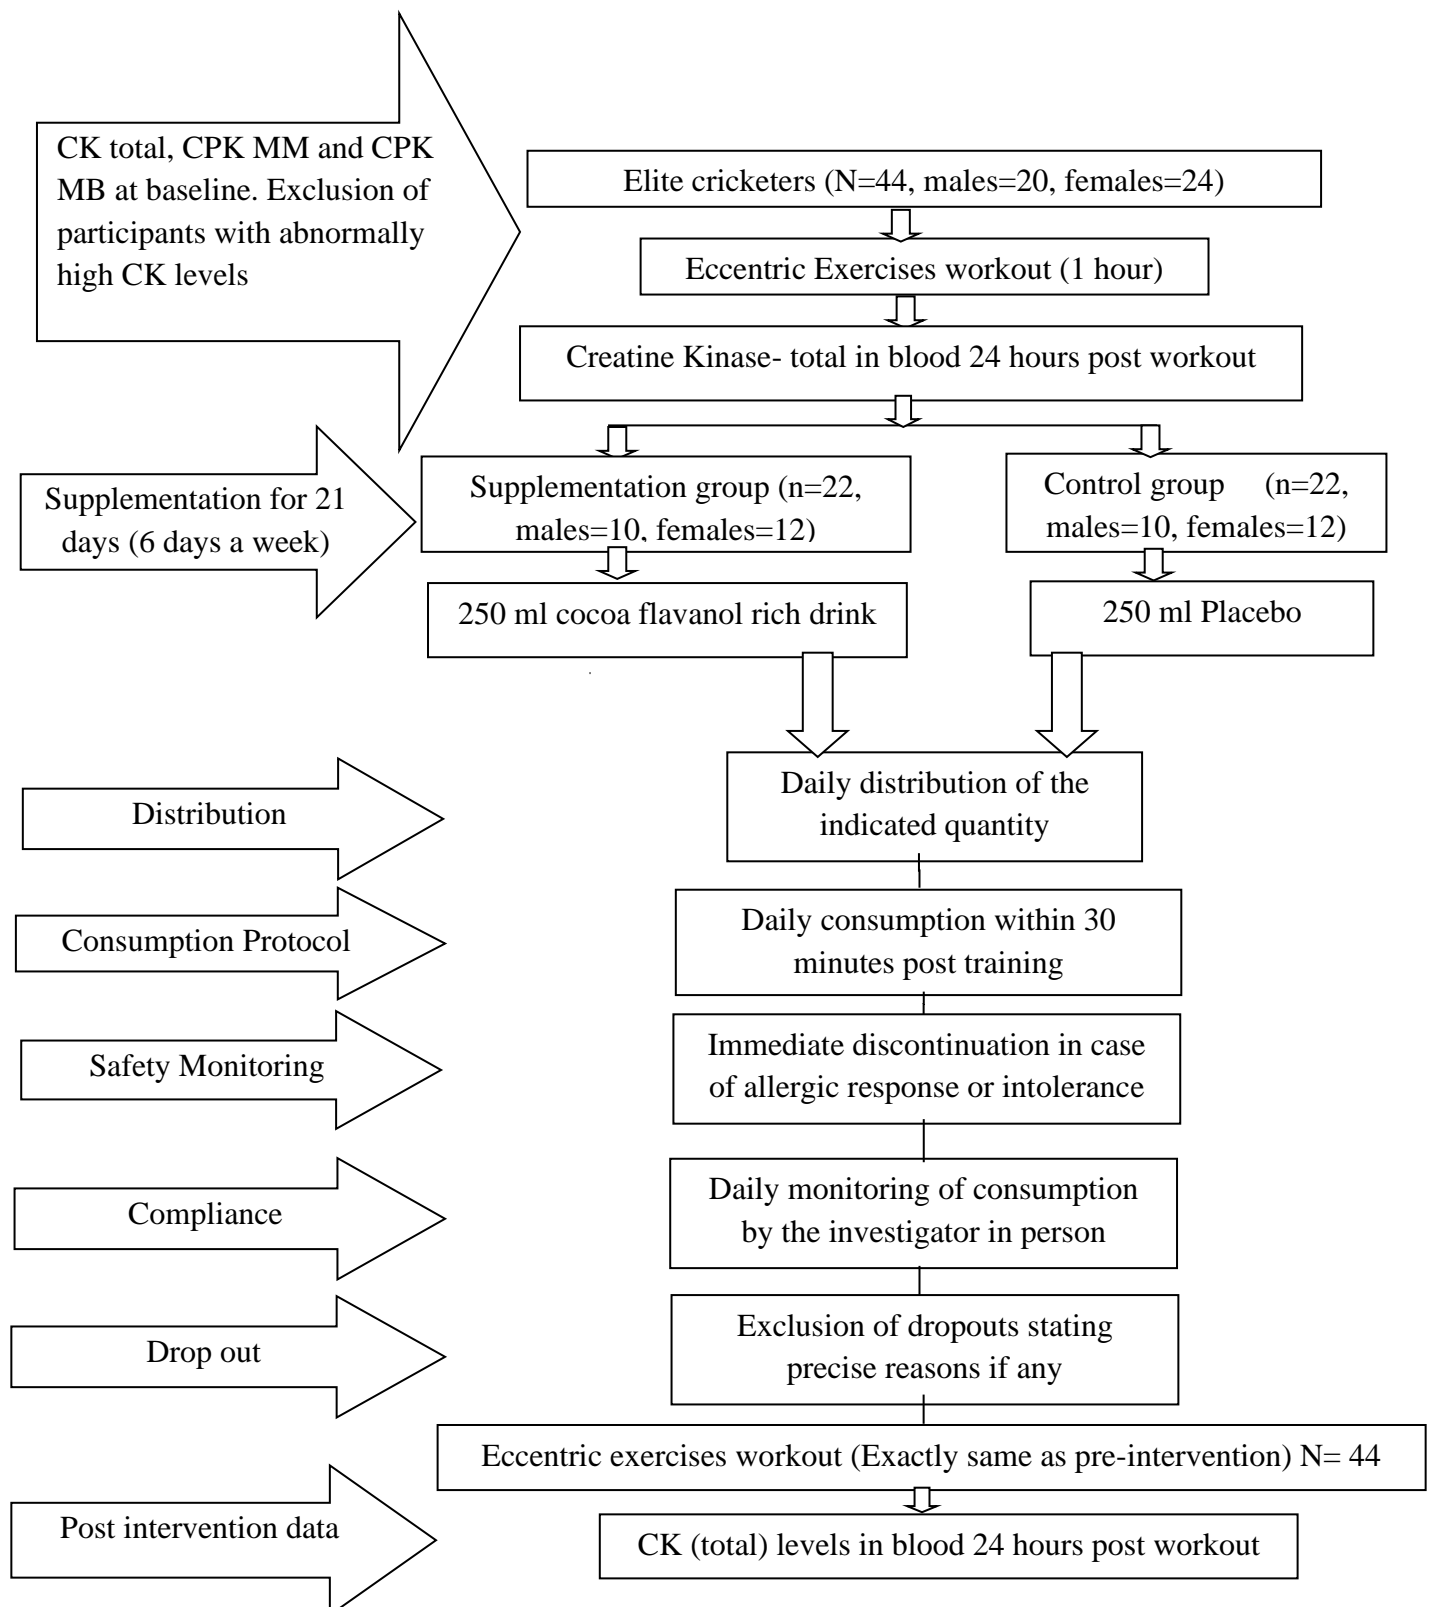 CK total, CPK MM and CPK
MB at baseline. Exclusion of
participants with abnormally
high CK levels
Elite cricketers (N=44, males=20, females=24)
Eccentric Exercises workout (1 hour)
Creatine Kinase- total in blood 24 hours post workout
Supplementation for 21
days (6 days a week)
Supplementation group (n=22,
males=10, females=12)
Control group (n=22,
males=10, females=12)
250 ml cocoa flavanol rich drink
250 ml Placebo
Distribution
Daily distribution of the
indicated quantity
Consumption Protocol
Daily consumption within 30
minutes post training
Safety Monitoring
Immediate discontinuation in case
of allergic response or intolerance
Compliance
Daily monitoring of consumption
by the investigator in person
Drop out
Exclusion of dropouts stating
precise reasons if any
Eccentric exercises workout (Exactly same as pre-intervention) N= 44
Post intervention data
CK (total) levels in blood 24 hours post workout